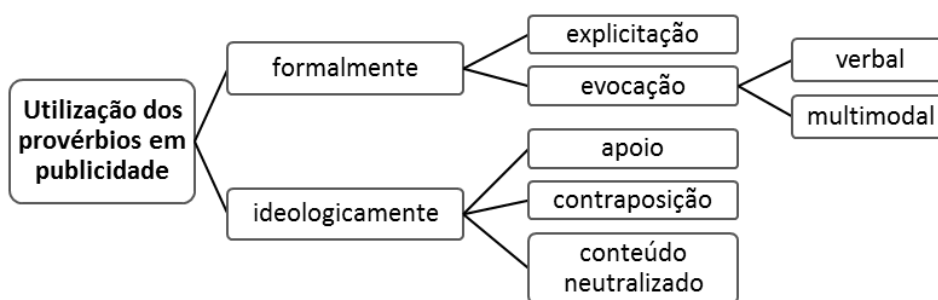 Utilização dos
provérbios em
publicidade
formalmente
explicitação
evocação
verbal
multimodal
ideologicamente
apoio
contraposição
conteúdo
neutralizado